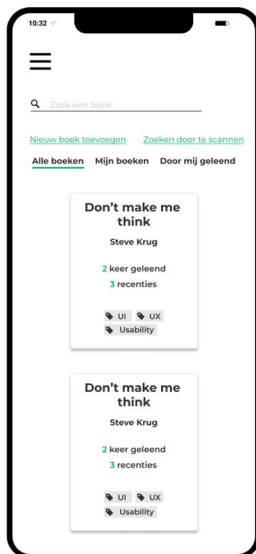 10:32
Zoek een boek
Nieuw boek toevoegen Zoeken door te scannen
Alle boeken Mijn boeken Door mij geleend
Don't make me
think
Steve Krug
2 keer geleend
3 recenties
UI UX
Usability
Don't make me
think
Steve Krug
2 keer geleend
3 recenties
UI UX
Usability